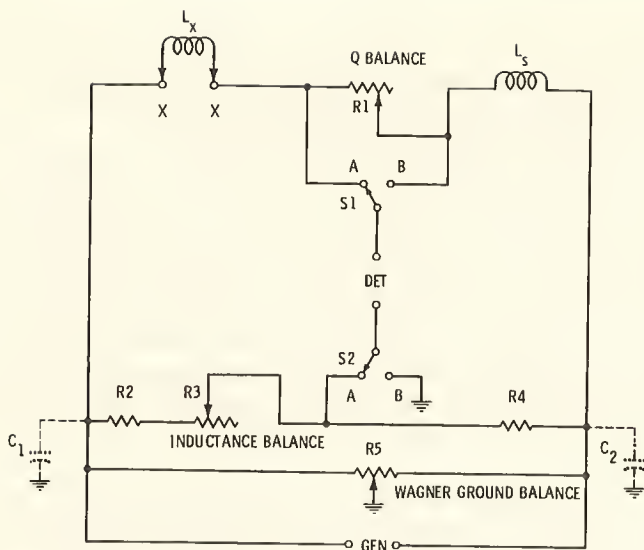 Lx
Q BALANCE
Ls
X X
R1
A B
S1
DET
S2
R2 R3 A B R4
INDUCTANCE BALANCE
C1 R5 C2
WAGNER GROUND BALANCE
GEN